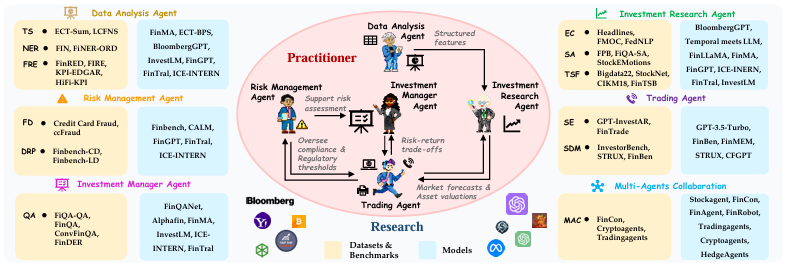 Data Analysis Agent
TS ● ECT-Sum, LCFNS
NER ● FIN, FiNER-ORD
FRE ● FinRED, FIRE,
KPI-EDGAR,
HiFi-KPI
FinMA, ECT-BPS,
BloombergGPT,
InvestLM, FinGPT,
FinTral, ICE-INTERN
Risk Management Agent
FD ● Credit Card Fraud,
ccFraud
DRP ● Finbench-CD,
Finbench-LD
Finbench, CALM,
FinGPT, FinTral,
ICE-INTERN
Investment Manager Agent
QA ● FiQA-QA,
FinQA,
ConvFinQA,
FinDER
FinQANet,
Alphafin, FinMA,
InvestLM, ICE-
INTERN, FinTral
Practitioner
Data Analysis
Agent
Structured
features
Risk Management
Agent
Support risk
assessment
Investment
Manager
Agent
Investment
Research
Agent
Oversee
compliance &
Regulatory
thresholds
Risk-return
trade-offs
Trading Agent
Market forecasts &
Asset valuations
Research
Bloomberg
Datasets &
Benchmarks
Models
Investment Research Agent
EC ● Headlines,
FMOC, FedNLP
SA ● FPB, FiQA-SA,
StockEMotions
TSF ● Bigdata22, StockNet,
CIKM18, FinTSB
BloombergGPT,
Temporal meets LLM,
FinLLaMA, FinMA,
FinGPT, ICE-INERN,
FinTral, InvestLM
Trading Agent
SE ● GPT-InvestAR,
FinTrade
SDM ● InvestorBench,
STRUX, FinBen
GPT-3.5-Turbo,
FinBen, FinMEM,
STRUX, CFGPT
Multi-Agents Collaboration
MAC ● FinCon,
Cryptoagents,
Tradingagents
Stockagent, FinCon,
FinAgent, FinRobot,
Tradingagents,
Cryptoagents,
HedgeAgents